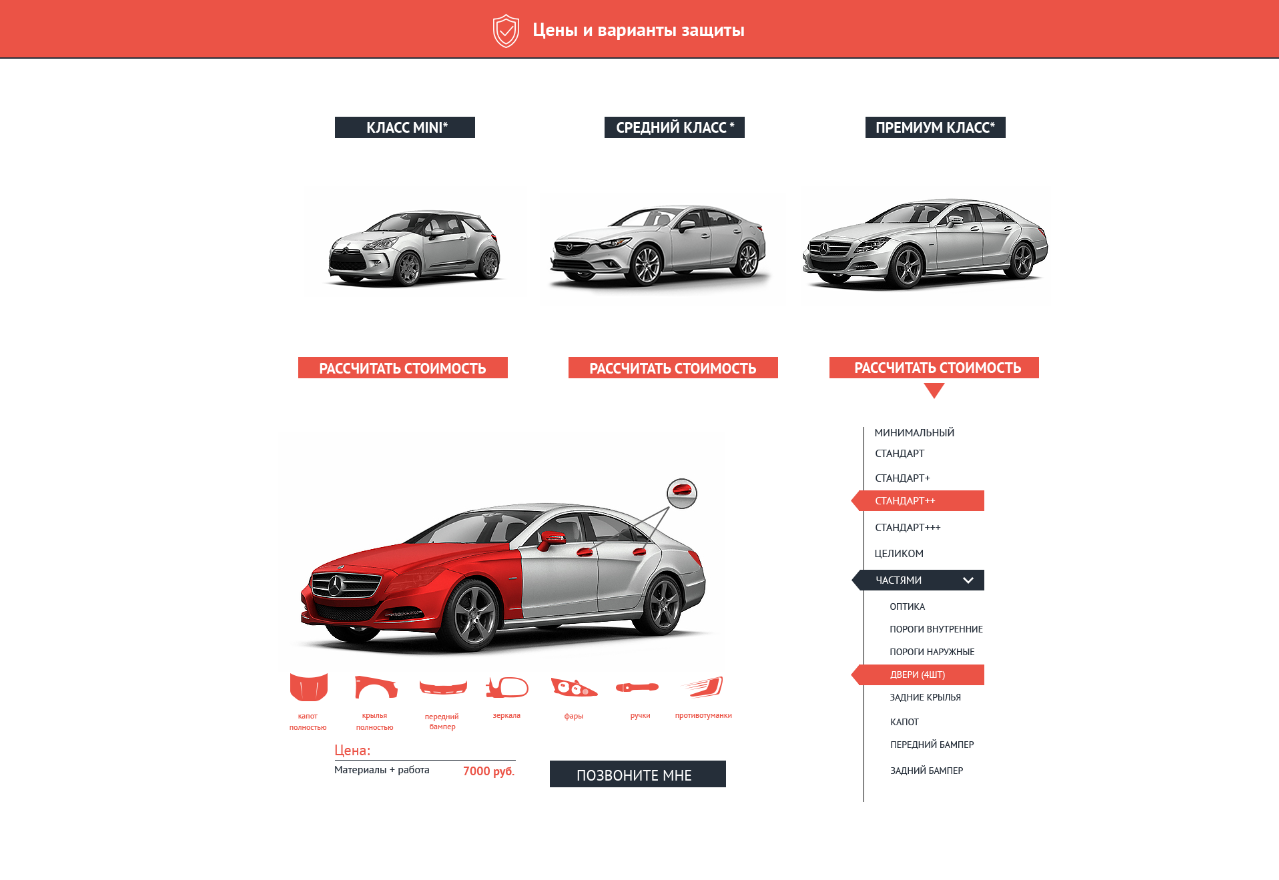 Цены и варианты защиты
КЛАСС MINI*
СРЕДНИЙ КЛАСС *
ПРЕМИУМ КЛАСС*
РАССЧИТАТЬ СТОИМОСТЬ
РАССЧИТАТЬ СТОИМОСТЬ
РАССЧИТАТЬ СТОИМОСТЬ
МИНИМАЛЬНЫЙ
СТАНДАРТ
СТАНДАРТ+
СТАНДАРТ++
СТАНДАРТ+++
ЦЕЛИКОМ
ЧАСТЯМИ
ОПТИКА
ПОРОГИ ВНУТРЕННИЕ
ПОРОГИ НАРУЖНЫЕ
ДВЕРИ (4ШТ)
ЗАДНИЕ КРЫЛЬЯ
КАПОТ
ПЕРЕДНИЙ БАМПЕР
ЗАДНИЙ БАМПЕР
капот
полностью
крылья
полностью
передний
бампер
зеркала
фары
ручки
противотуманки
Цена:
Материалы + работа 7000 руб.
ПОЗВОНИТЕ МНЕ